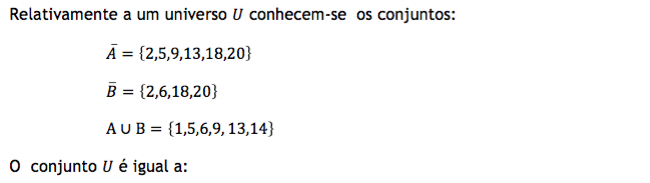 Relativamente a um universo U conhecem-se os conjuntos:
Ā = {2,5,9,13,18,20}
B̄ = {2,6,18,20}
A ∪ B = {1,5,6,9, 13,14}
O conjunto U é igual a: